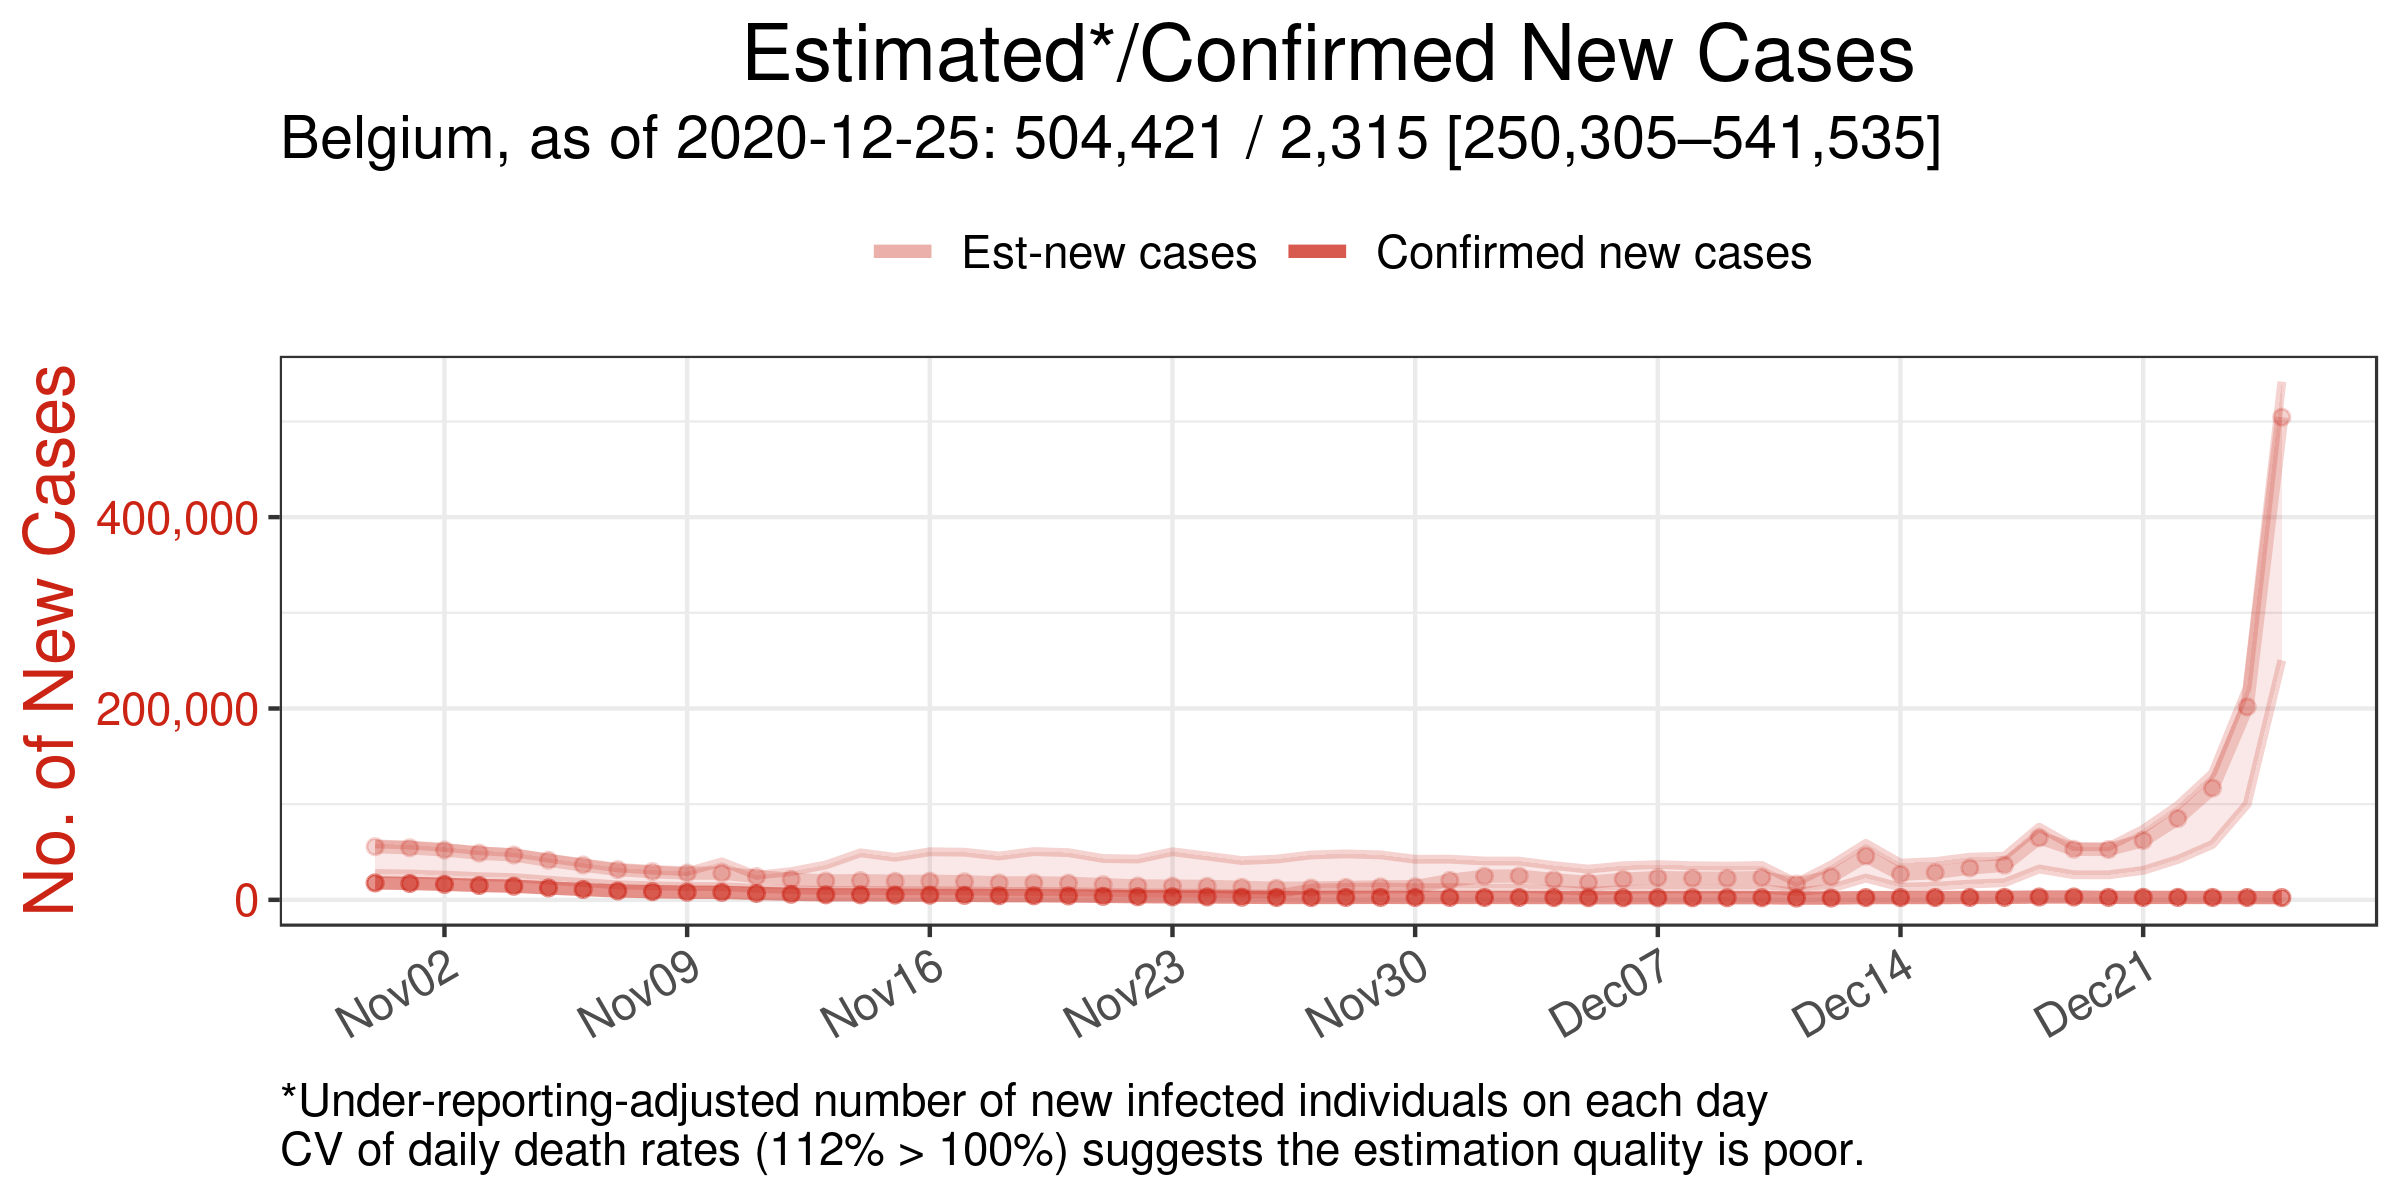 Estimated*/Confirmed New Cases
Belgium, as of 2020-12-25: 504,421 / 2,315 [250,305–541,535]
Est-new cases
Confirmed new cases
No. of New Cases
400,000
200,000
0
Nov02
Nov09
Nov16
Nov23
Nov30
Dec07
Dec14
Dec21
*Under-reporting-adjusted number of new infected individuals on each day
CV of daily death rates (112% > 100%) suggests the estimation quality is poor.